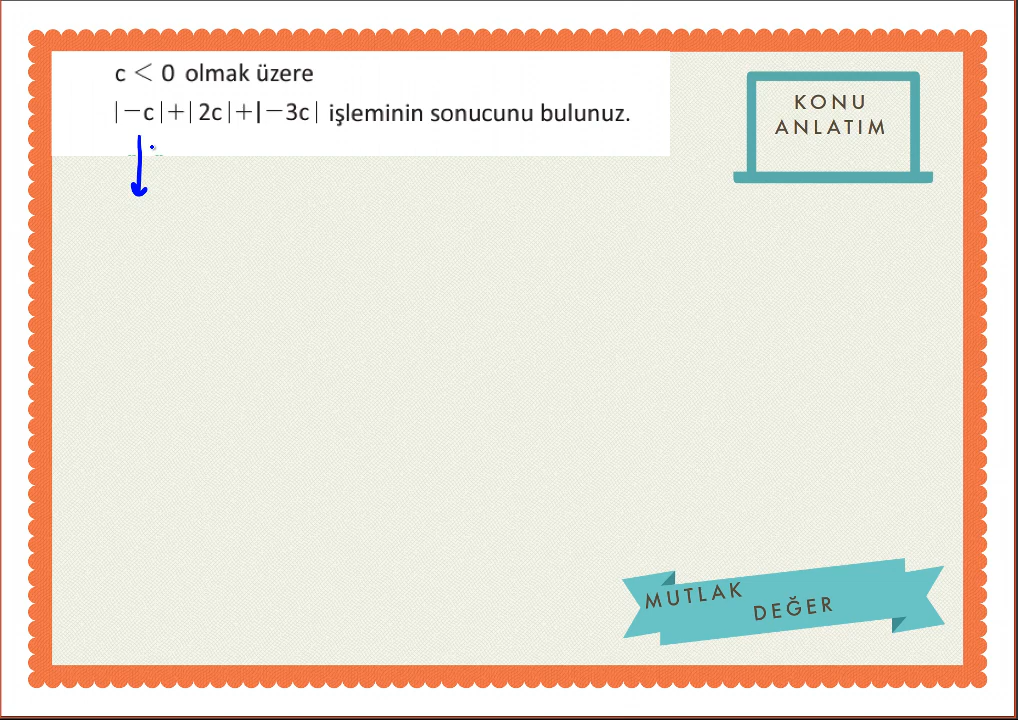 c < 0 olmak üzere
|−c|+|2c|+|−3c| işleminin sonucunu bulunuz.
KONU
ANLATIM
MUTLAK
DEĞER